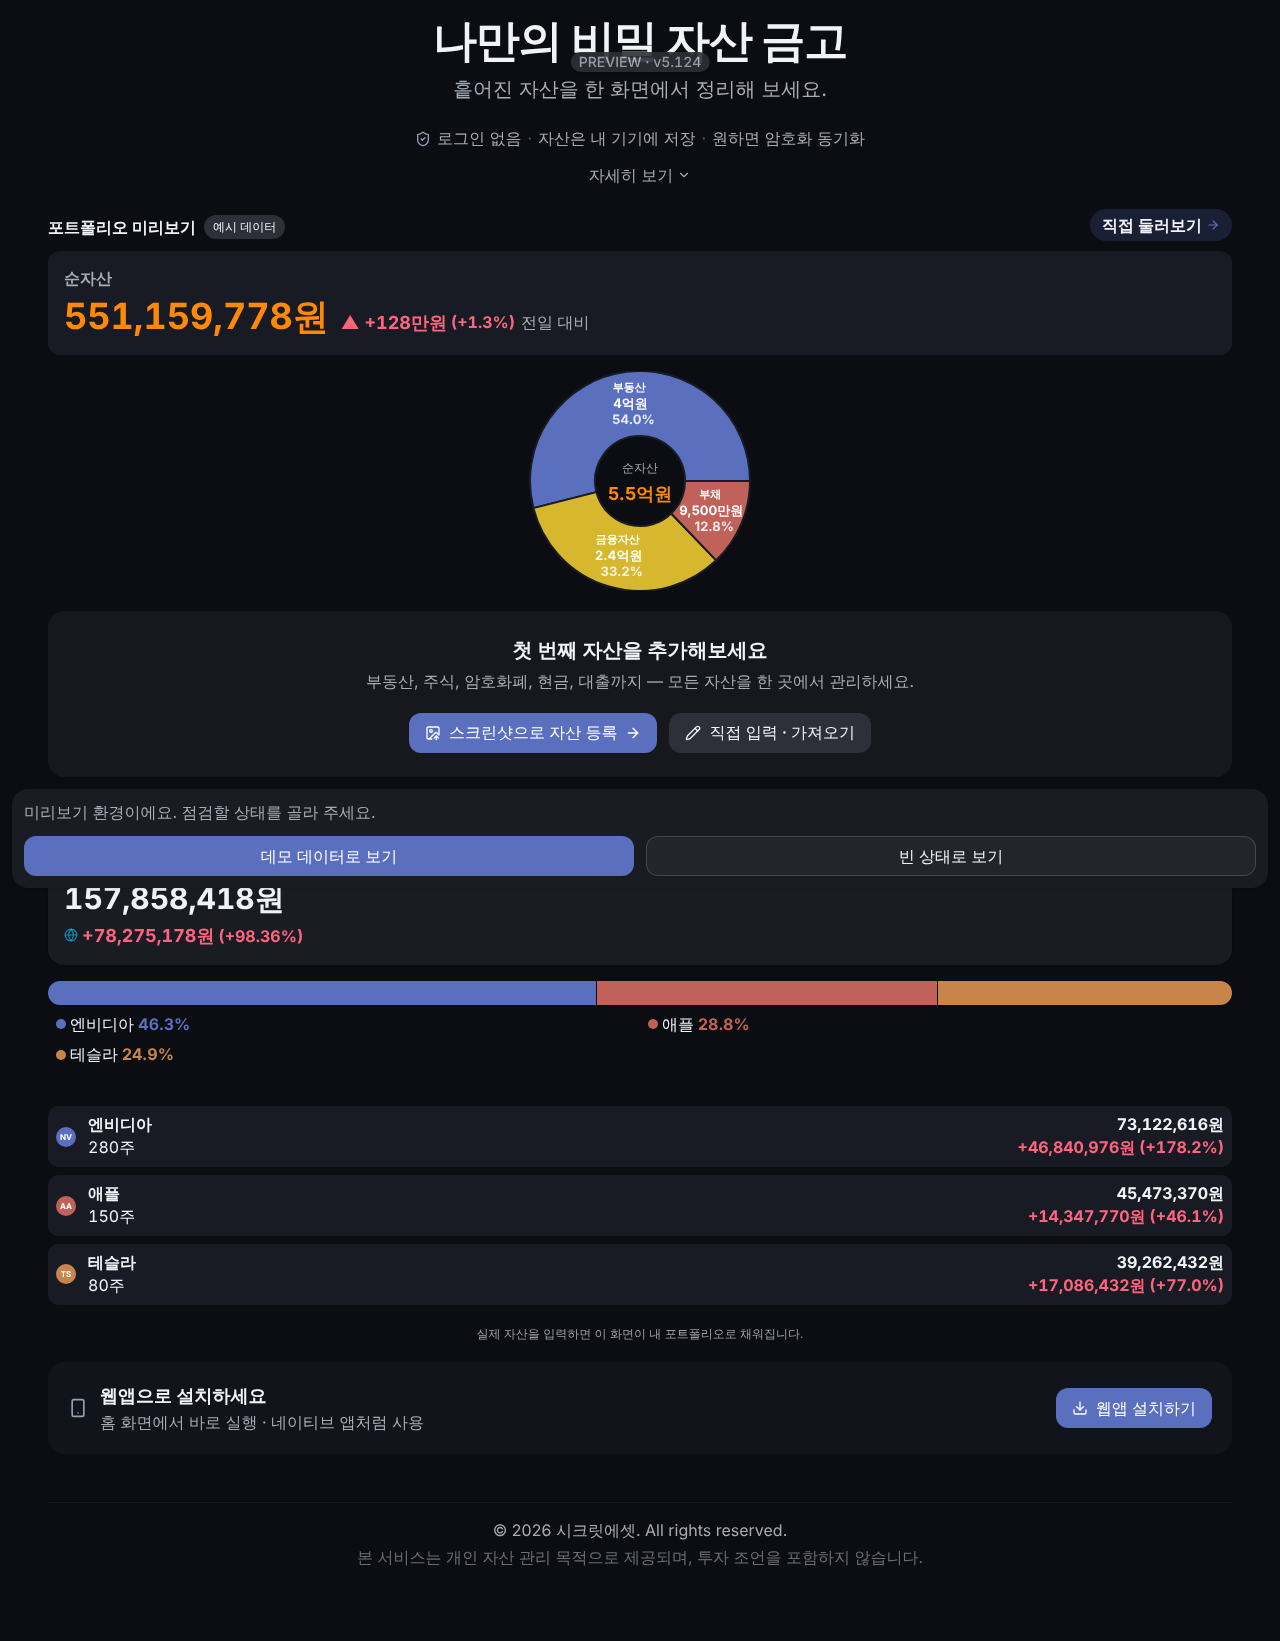 나만의 비밀 자산 금고
PREVIEW · v5.124
흩어진 자산을 한 화면에서 정리해 보세요.
로그인 없음 · 자산은 내 기기에 저장 · 원하면 암호화 동기화
자세히 보기
포트폴리오 미리보기 예시 데이터
직접 둘러보기
순자산
551,159,778원 ▲ +128만원 (+1.3%) 전일 대비
부동산
4억원
54.0%
순자산
5.5억원
부채
9,500만원
12.8%
금융자산
2.4억원
33.2%
첫 번째 자산을 추가해보세요
부동산, 주식, 암호화폐, 현금, 대출까지 — 모든 자산을 한 곳에서 관리하세요.
스크린샷으로 자산 등록
직접 입력 · 가져오기
미리보기 환경이에요. 점검할 상태를 골라 주세요.
데모 데이터로 보기
빈 상태로 보기
157,858,418원
+78,275,178원 (+98.36%)
엔비디아 46.3%
애플 28.8%
테슬라 24.9%
NV
엔비디아
280주
73,122,616원
+46,840,976원 (+178.2%)
AA
애플
150주
45,473,370원
+14,347,770원 (+46.1%)
TS
테슬라
80주
39,262,432원
+17,086,432원 (+77.0%)
실제 자산을 입력하면 이 화면이 내 포트폴리오로 채워집니다.
웹앱으로 설치하세요
홈 화면에서 바로 실행 · 네이티브 앱처럼 사용
웹앱 설치하기
© 2026 시크릿에셋. All rights reserved.
본 서비스는 개인 자산 관리 목적으로 제공되며, 투자 조언을 포함하지 않습니다.